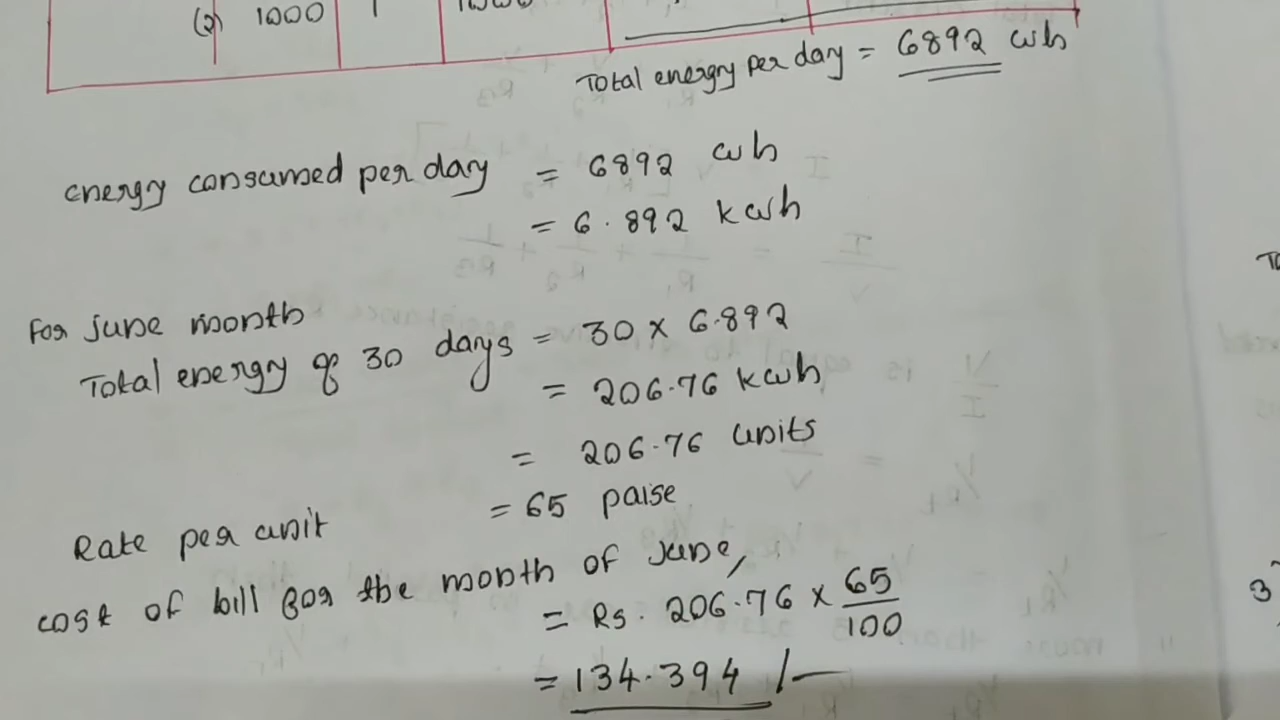 (2) 1000 1 1000
Total energy per day = 6892 wh
energy consumed per day = 6892 wh
= 6.892 kwh
For june month
Total energy of 30 days = 30 × 6.892
= 206.76 kwh
= 206.76 units
Rate per unit = 65 paise
cost of bill for the month of June,
= Rs. 206.76 × 65/100
= 134.394 /—
3